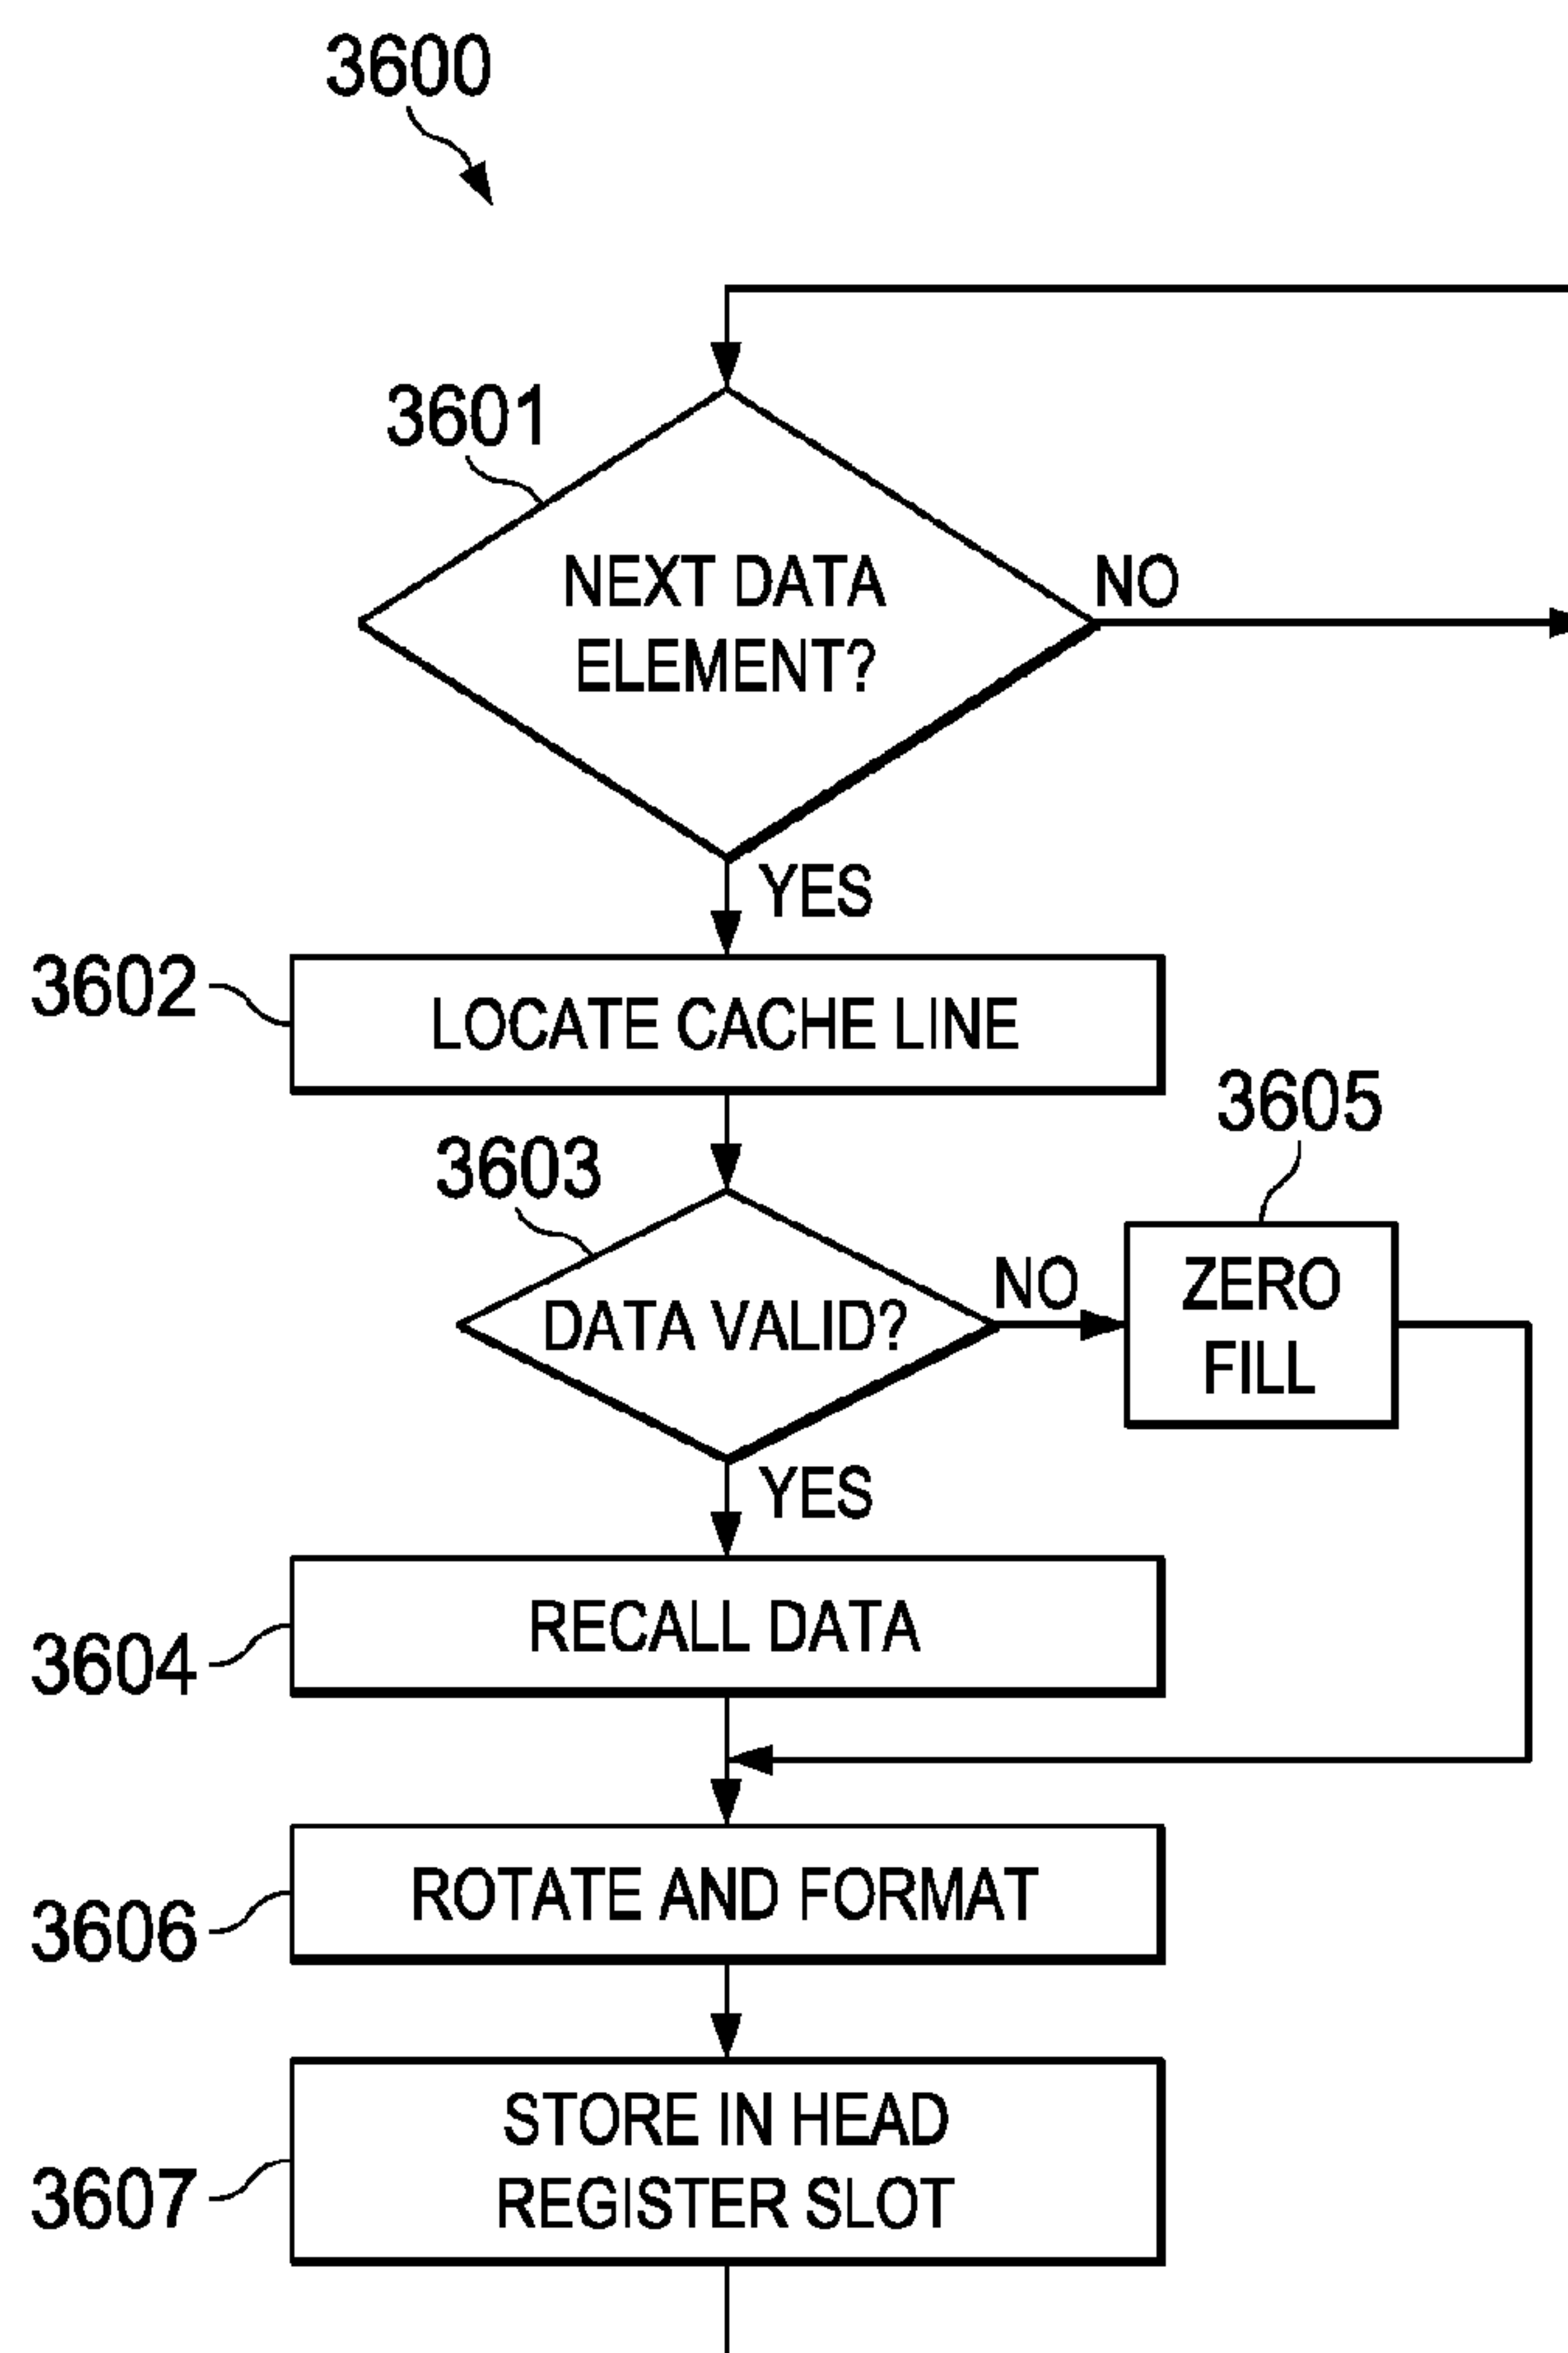 3600
3601
NEXT DATA
ELEMENT?
NO
YES
3602
LOCATE CACHE LINE
3605
3603
DATA VALID?
NO
ZERO
FILL
YES
3604
RECALL DATA
3606
ROTATE AND FORMAT
3607
STORE IN HEAD
REGISTER SLOT